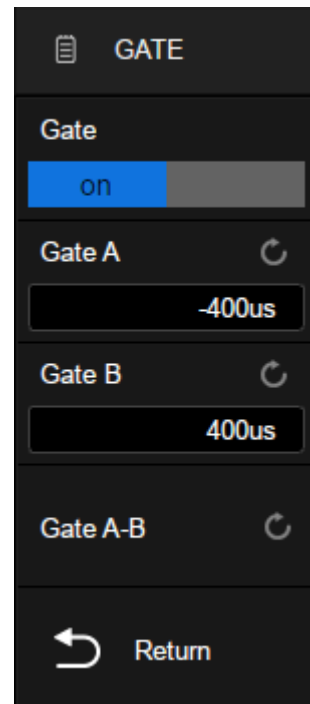 GATE
Gate
on
Gate A
-400us
Gate B
400us
Gate A-B
Return